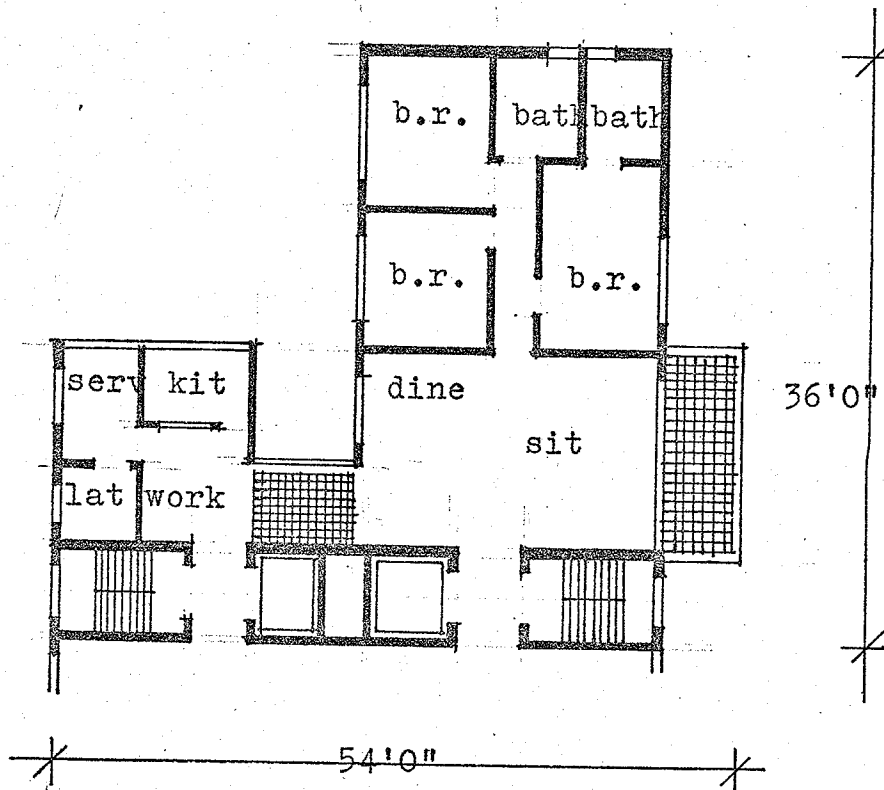 b.r. bath bath
b.r. b.r.
serv kit dine
36'0"
sit
lat work
54'0"